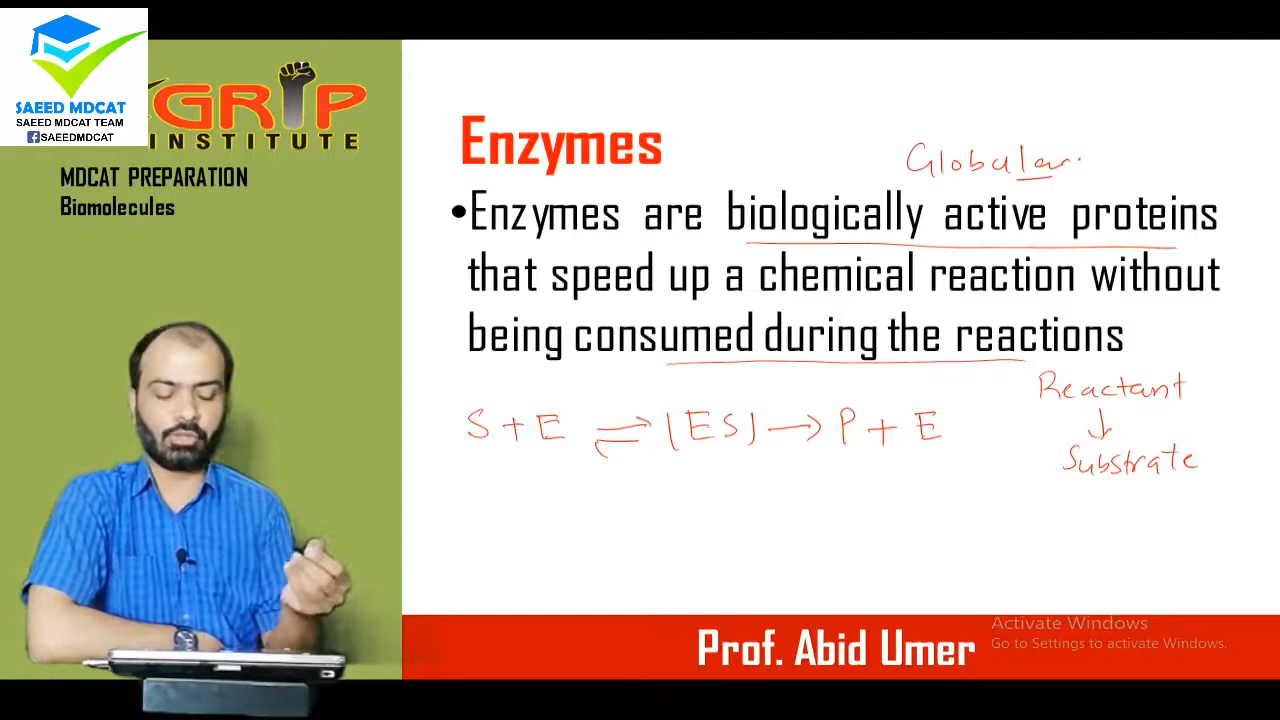 SAEED MDCAT
SAEED MDCAT TEAM
SAEEDMDCAT
GRIP
INSTITUTE
MDCAT PREPARATION
Biomolecules
Enzymes
Globular.
•Enzymes are biologically active proteins
that speed up a chemical reaction without
being consumed during the reactions
Reactant
↓
Substrate
S + E ⇌ [ES] → P + E
Prof. Abid Umer
Activate Windows
Go to Settings to activate Windows.